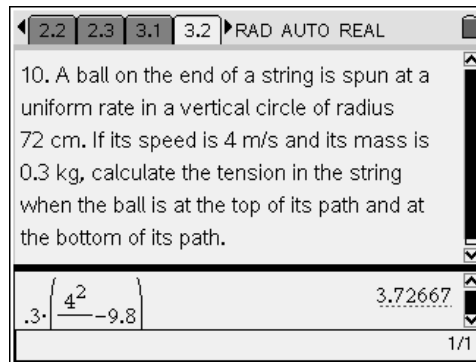 2.2 2.3 3.1 3.2 RAD AUTO REAL
10. A ball on the end of a string is spun at a
uniform rate in a vertical circle of radius
72 cm. If its speed is 4 m/s and its mass is
0.3 kg, calculate the tension in the string
when the ball is at the top of its path and at
the bottom of its path.
.3·(4²/ −9.8) 3.72667
1/1